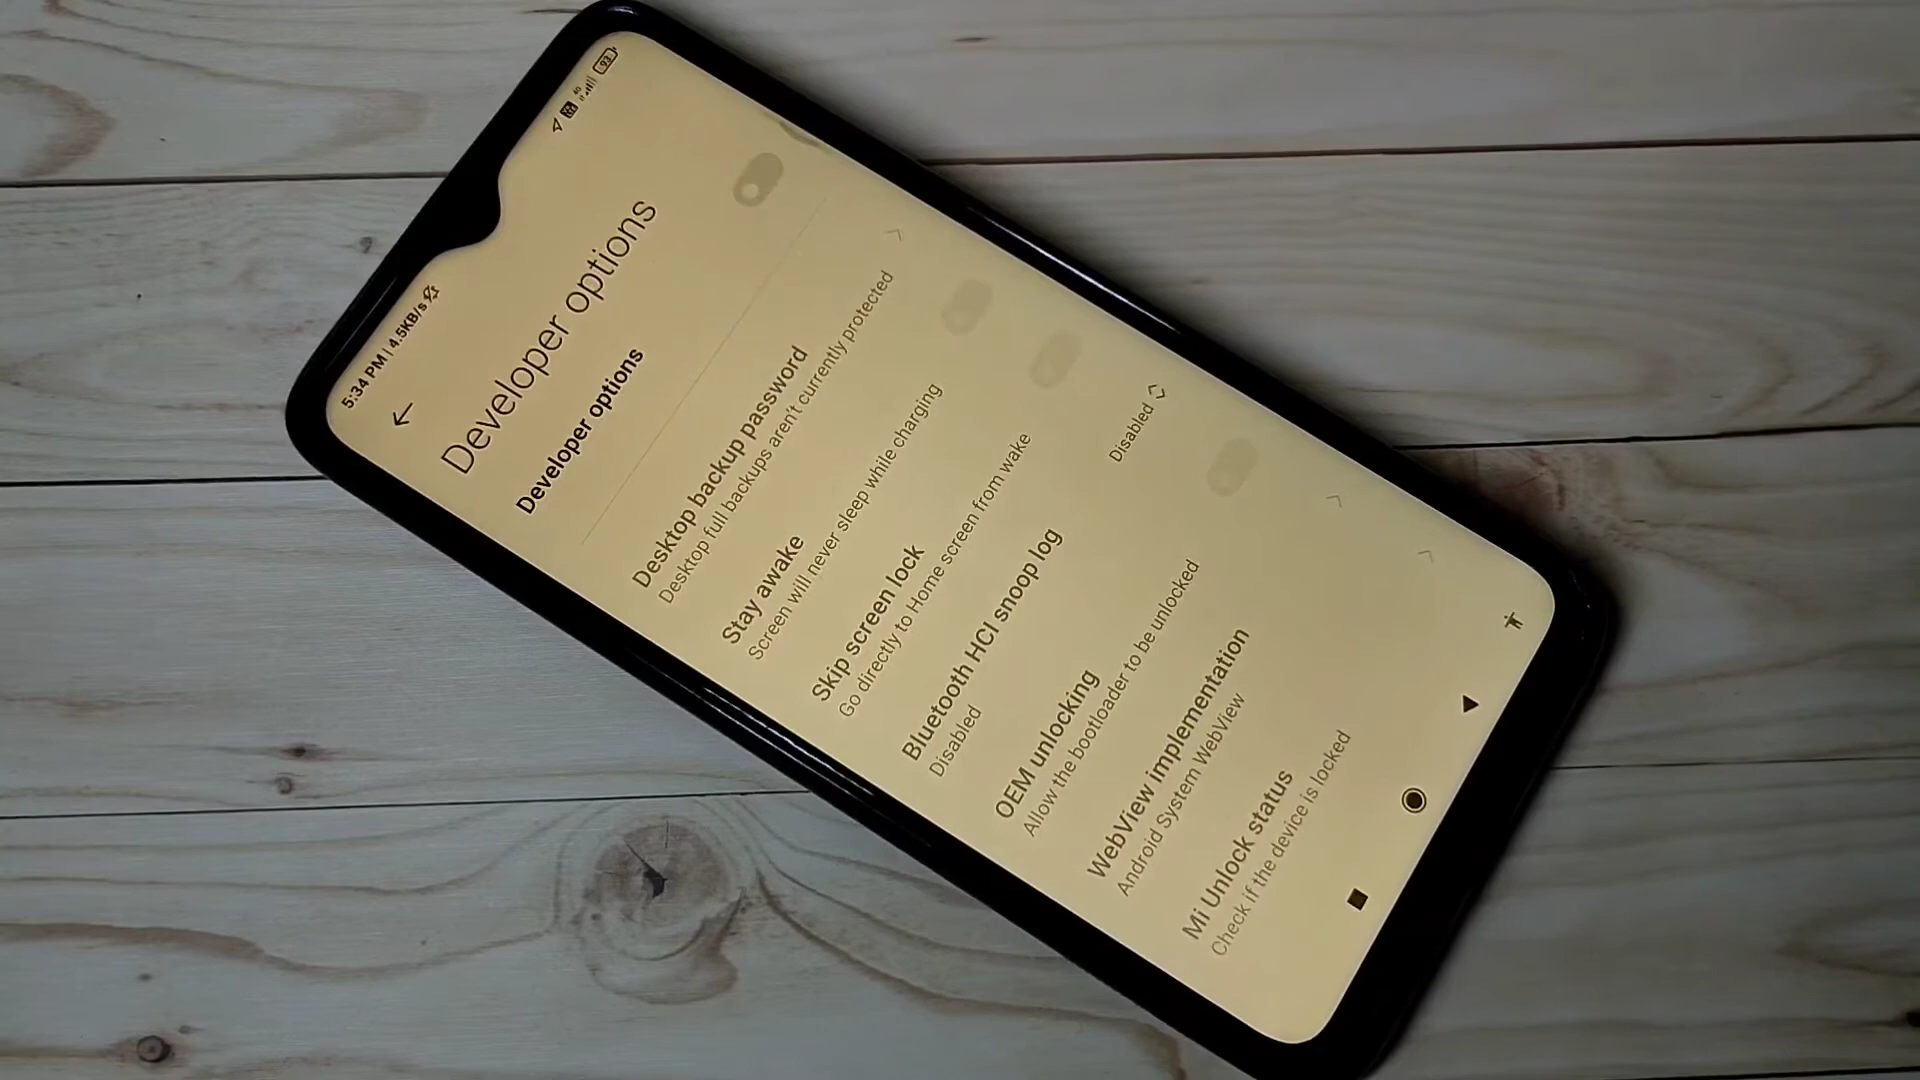 5:34 PM | 4.5KB/s
4G
93
Developer options
Developer options
Desktop backup password
Desktop full backups aren't currently protected
Stay awake
Screen will never sleep while charging
Skip screen lock
Go directly to Home screen from wake
Bluetooth HCI snoop log
Disabled
Disabled
OEM unlocking
Allow the bootloader to be unlocked
WebView implementation
Android System WebView
Mi Unlock status
Check if the device is locked